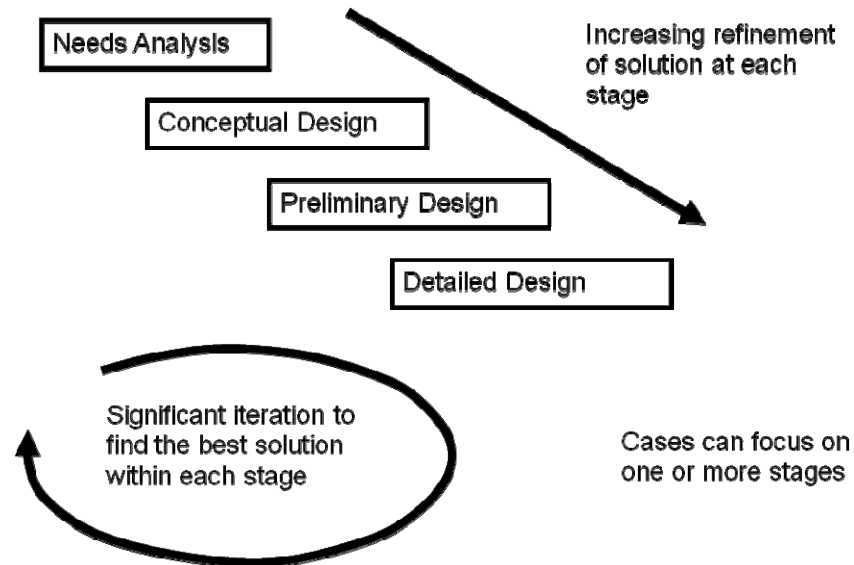 Needs Analysis
Increasing refinement
of solution at each
stage
Conceptual Design
Preliminary Design
Detailed Design
Significant iteration to
find the best solution
within each stage
Cases can focus on
one or more stages